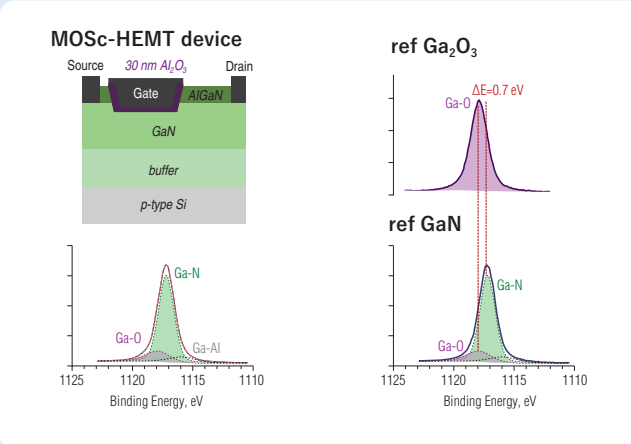 MOSc-HEMT device
Source 30 nm Al₂O₃ Drain
Gate AlGaN
GaN
buffer
p-type Si
Ga-N
Ga-O
Ga-Al
1125 1120 1115 1110
Binding Energy, eV
ref Ga₂O₃
ΔE=0.7 eV
Ga-O
ref GaN
Ga-N
Ga-O
1125 1120 1115 1110
Binding Energy, eV